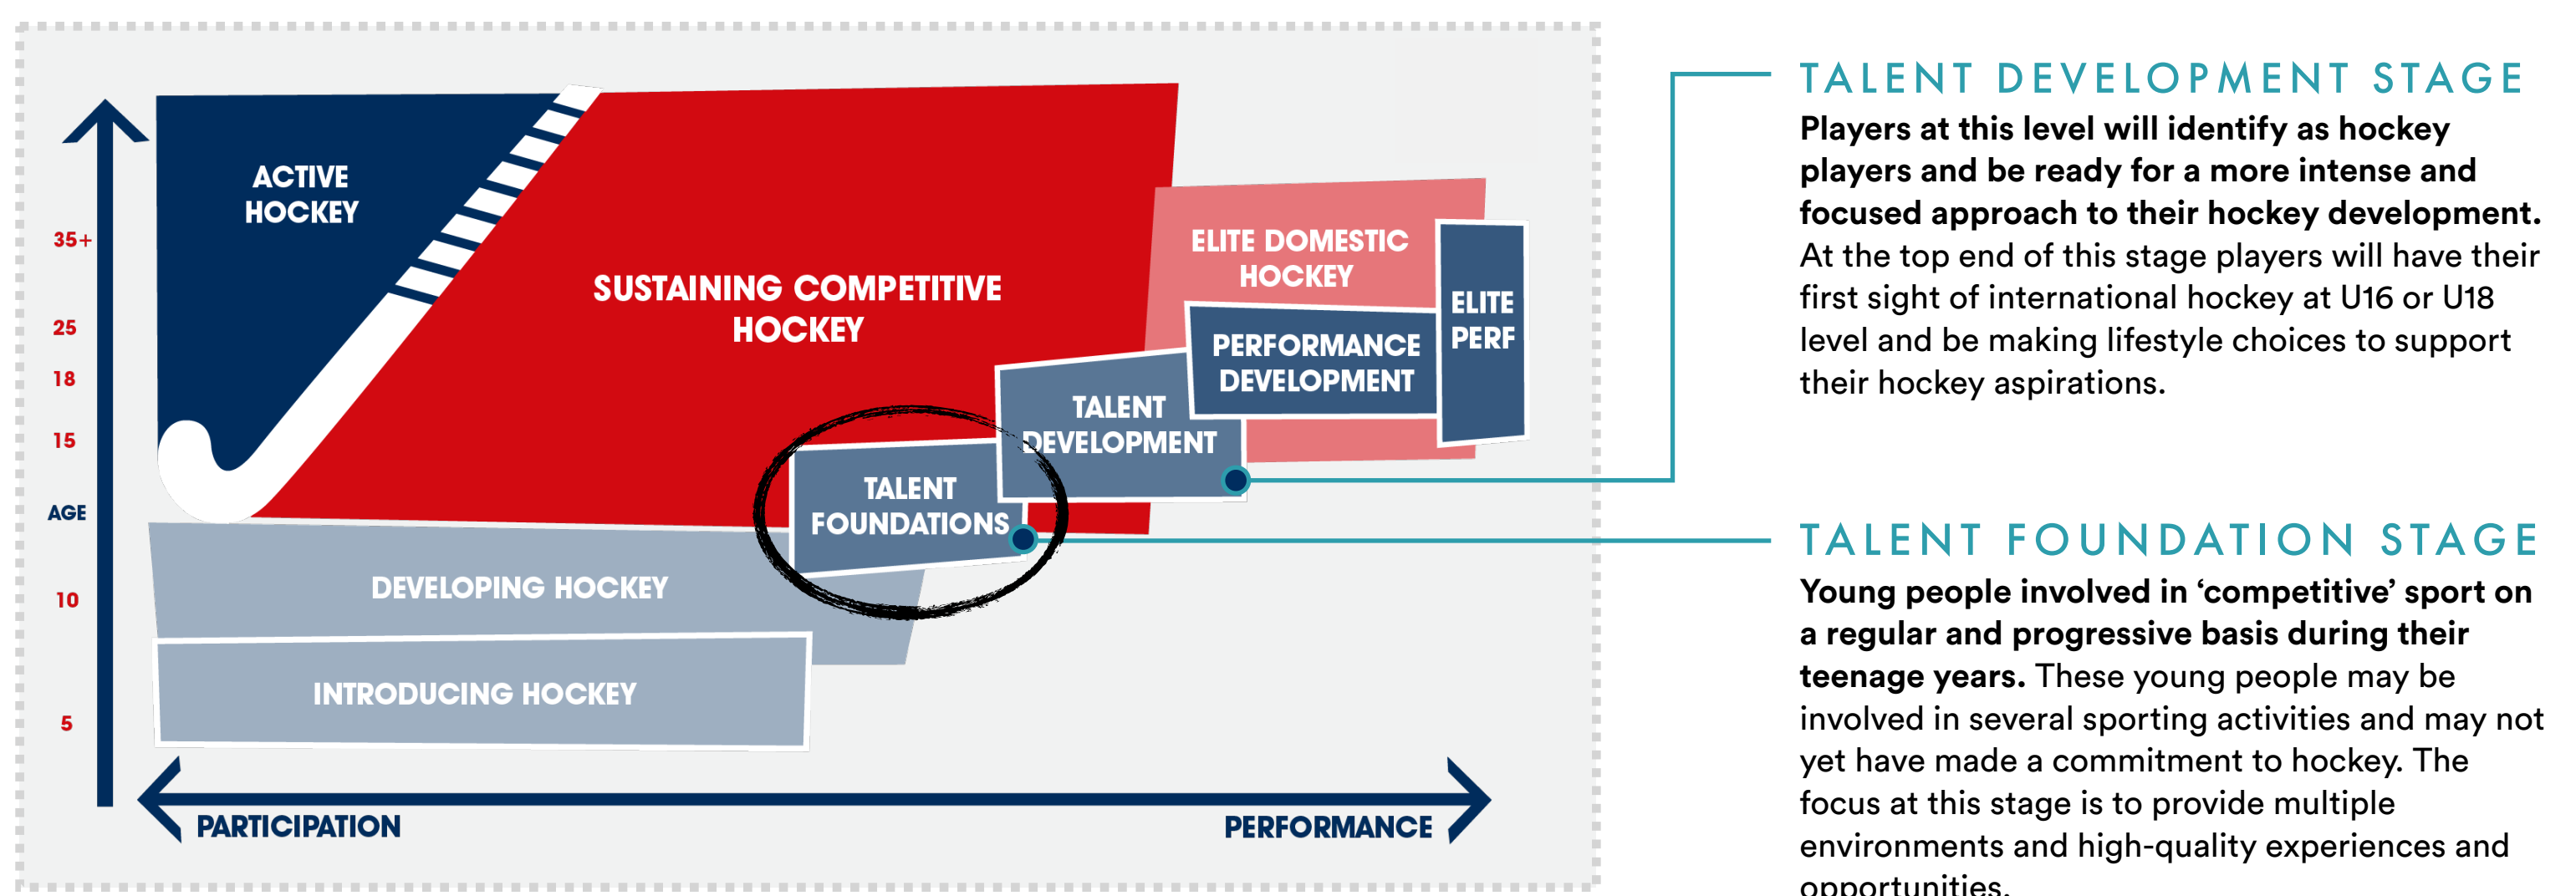 ACTIVE
HOCKEY
SUSTAINING COMPETITIVE
HOCKEY
ELITE DOMESTIC
HOCKEY
ELITE
PERF
PERFORMANCE
DEVELOPMENT
TALENT
DEVELOPMENT
TALENT
FOUNDATIONS
DEVELOPING HOCKEY
INTRODUCING HOCKEY
35+
25
18
15
AGE
10
5
PARTICIPATION
PERFORMANCE
TALENT DEVELOPMENT STAGE
Players at this level will identify as hockey
players and be ready for a more intense and
focused approach to their hockey development.
At the top end of this stage players will have their
first sight of international hockey at U16 or U18
level and be making lifestyle choices to support
their hockey aspirations.
TALENT FOUNDATION STAGE
Young people involved in ‘competitive’ sport on
a regular and progressive basis during their
teenage years. These young people may be
involved in several sporting activities and may not
yet have made a commitment to hockey. The
focus at this stage is to provide multiple
environments and high-quality experiences and
opportunities.